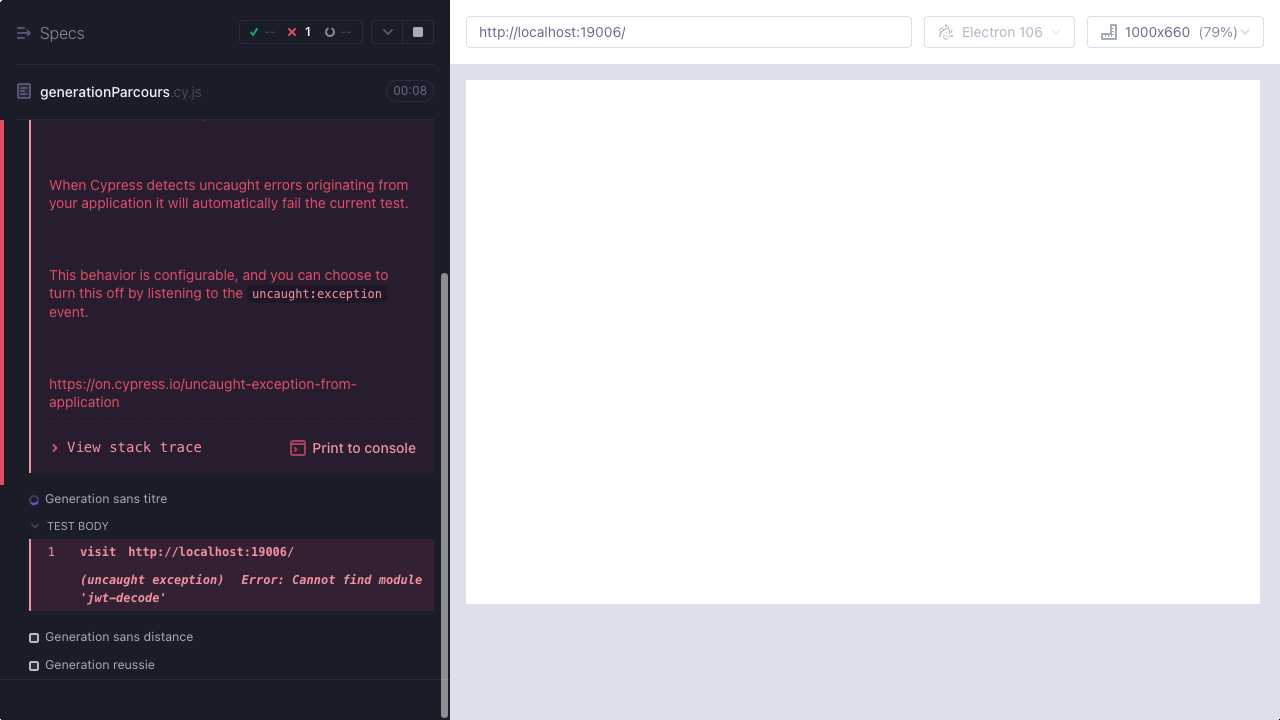 Specs
-- 1 --
http://localhost:19006/
Electron 106
1000x660 (79%)
generationParcours.cy.js
00:08
When Cypress detects uncaught errors originating from
your application it will automatically fail the current test.
This behavior is configurable, and you can choose to
turn this off by listening to the uncaught:exception
event.
https://on.cypress.io/uncaught-exception-from-
application
View stack trace
Print to console
Generation sans titre
TEST BODY
1 visit http://localhost:19006/
(uncaught exception) Error: Cannot find module
'jwt-decode'
Generation sans distance
Generation reussie